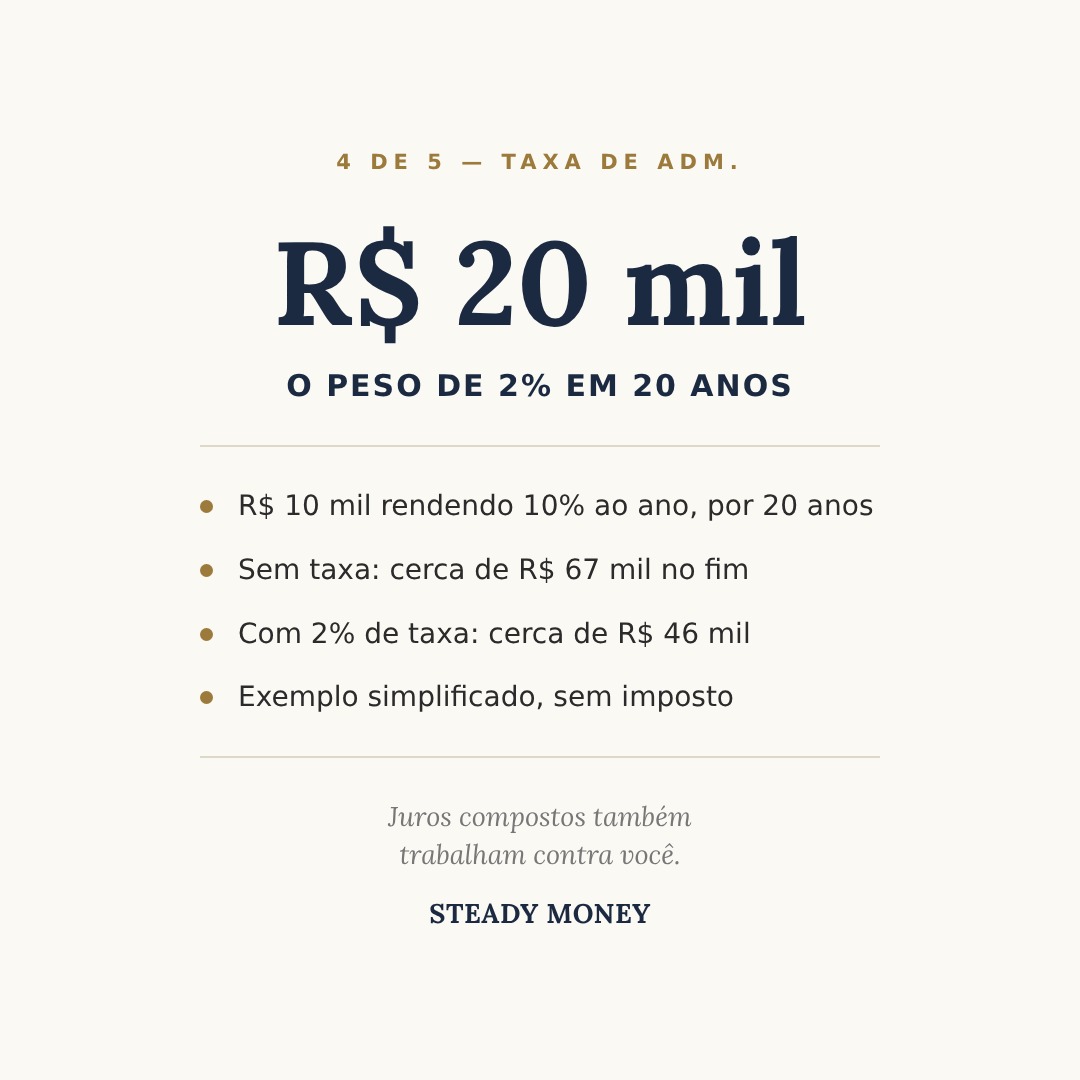 4 DE 5 — TAXA DE ADM.
R$ 20 mil
O PESO DE 2% EM 20 ANOS
R$ 10 mil rendendo 10% ao ano, por 20 anos
Sem taxa: cerca de R$ 67 mil no fim
Com 2% de taxa: cerca de R$ 46 mil
Exemplo simplificado, sem imposto
Juros compostos também
trabalham contra você.
STEADY MONEY